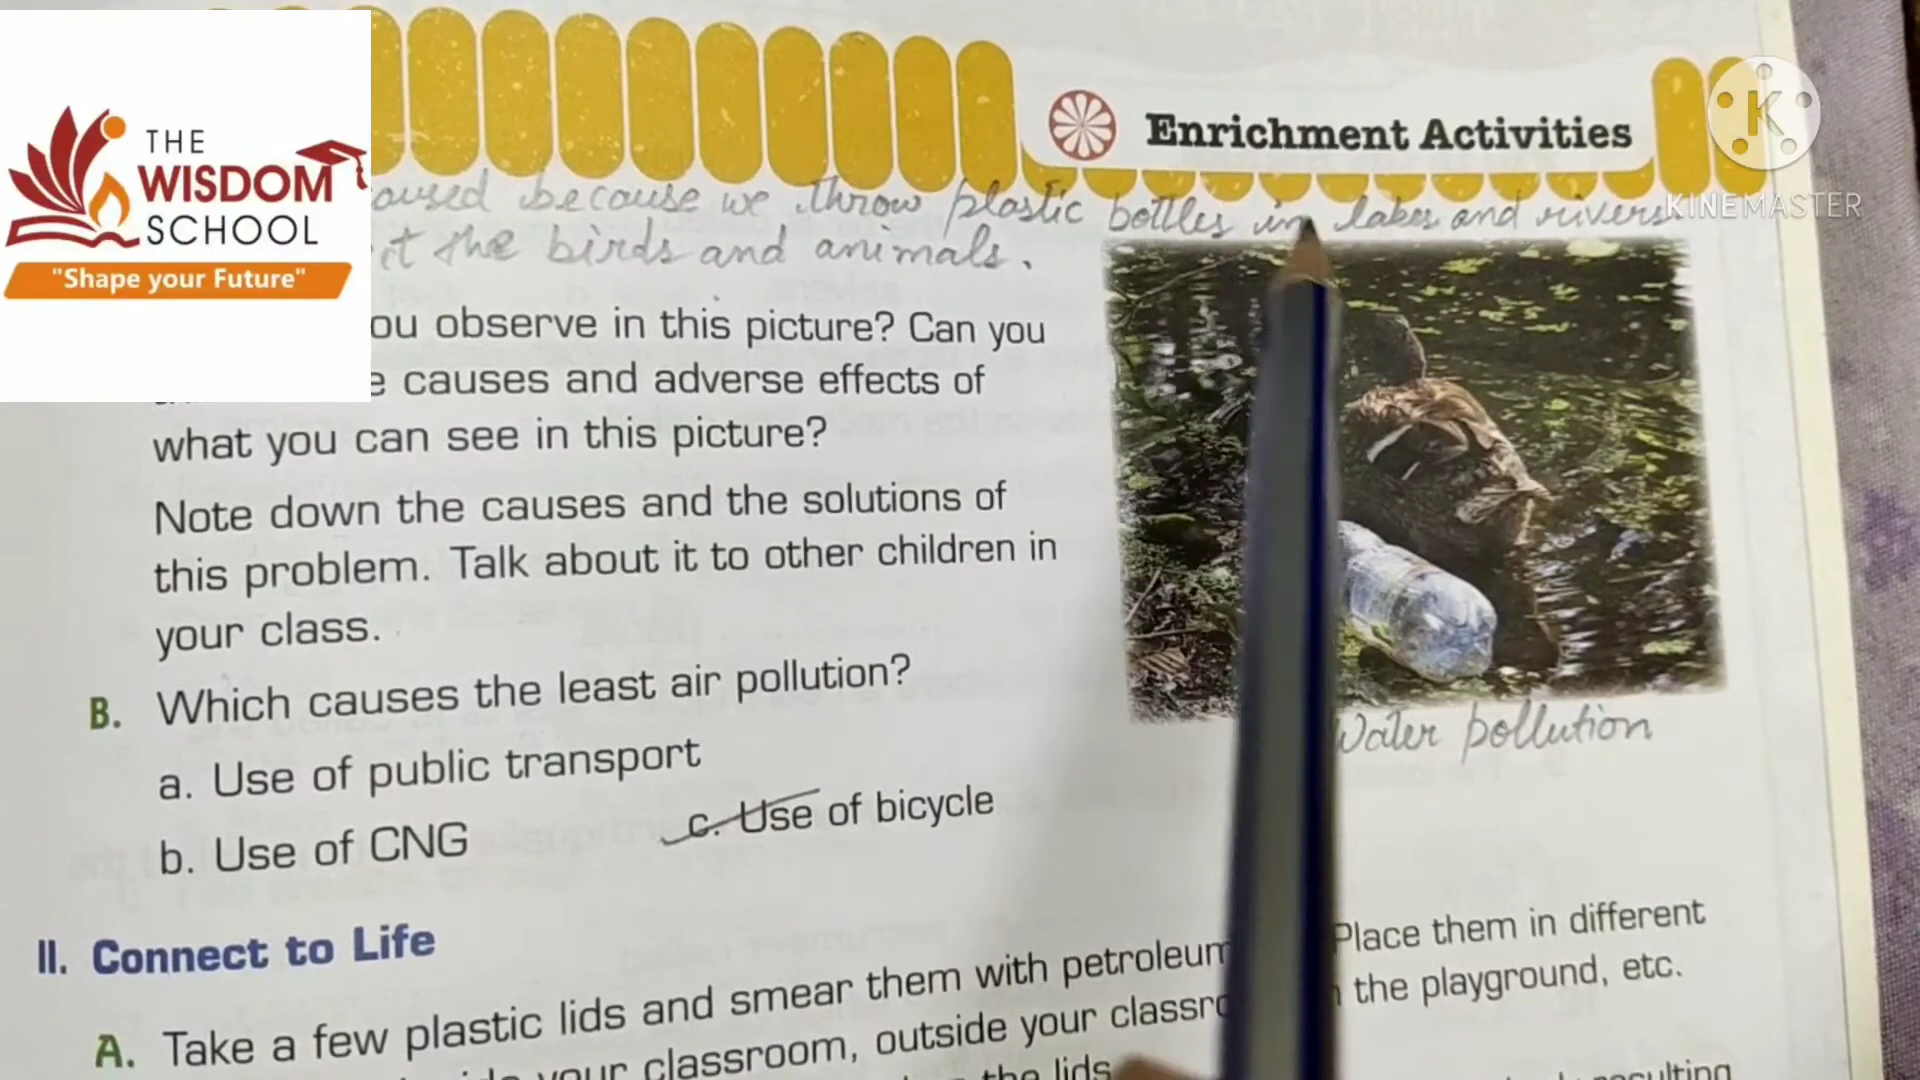 THE
WISDOM
SCHOOL
"Shape your Future"
Enrichment Activities
K
KINEMASTER
because we throw plastic bottles in lakes and rivers
the birds and animals.
observe in this picture? Can you
causes and adverse effects of
what you can see in this picture?
Note down the causes and the solutions of
this problem. Talk about it to other children in
your class.
B. Which causes the least air pollution?
a. Use of public transport
b. Use of CNG
c. Use of bicycle
Water pollution
II. Connect to Life
A. Take a few plastic lids and smear them with petroleum Place them in different
your classroom, outside your the playground, etc.
the lids